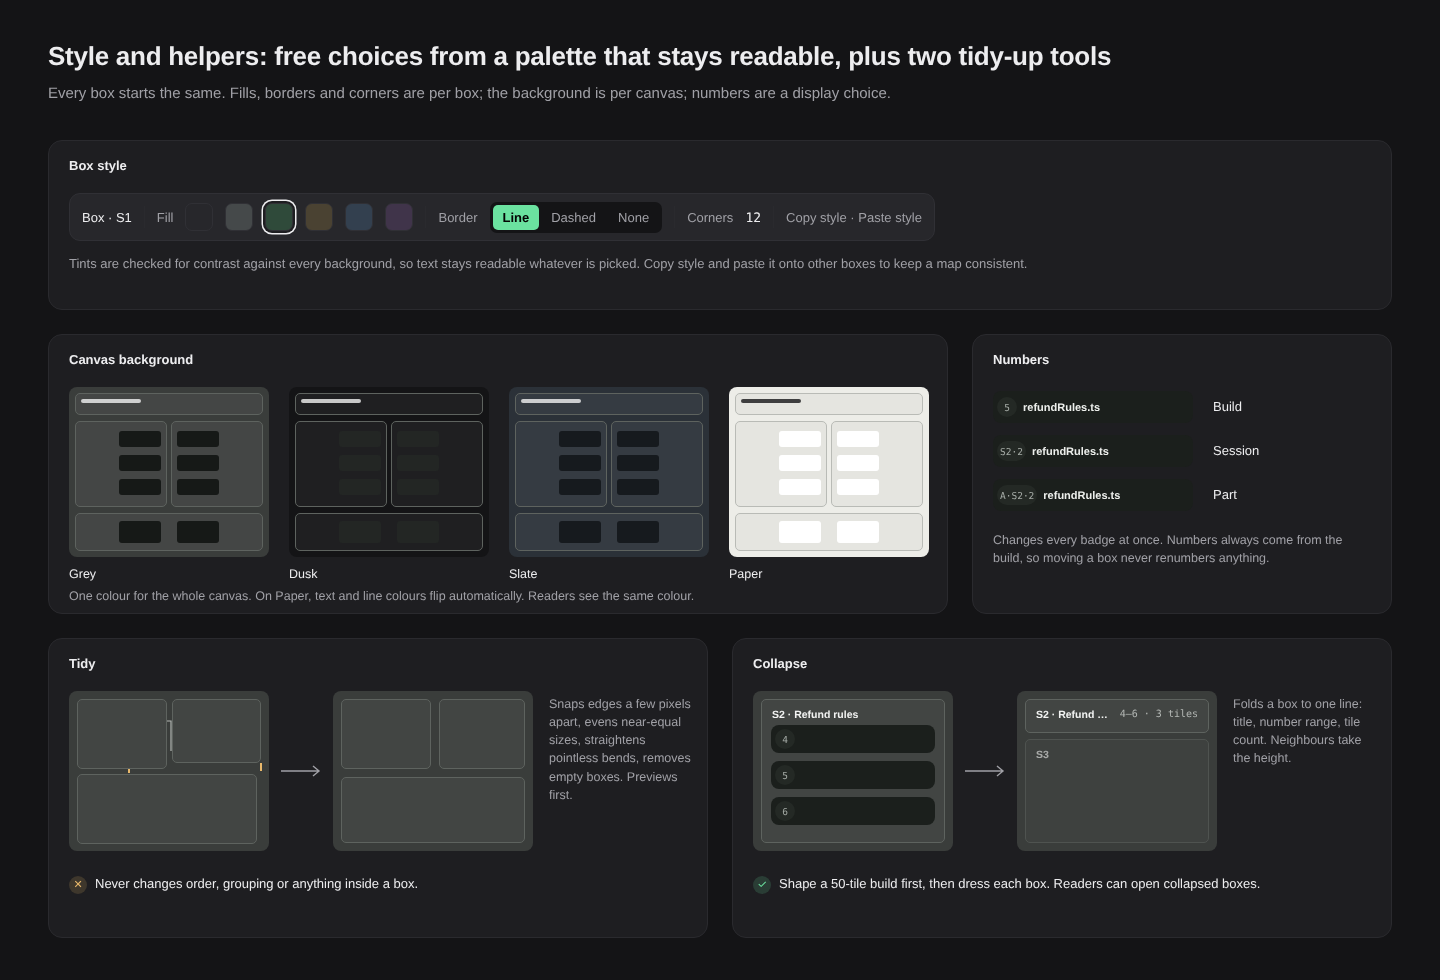 Style and helpers: free choices from a palette that stays readable, plus two tidy-up tools
Every box starts the same. Fills, borders and corners are per box; the background is per canvas; numbers are a display choice.
Box style
Box · S1 Fill Border Line Dashed None Corners 12 Copy style · Paste style
Tints are checked for contrast against every background, so text stays readable whatever is picked. Copy style and paste it onto other boxes to keep a map consistent.
Canvas background
Grey Dusk Slate Paper
One colour for the whole canvas. On Paper, text and line colours flip automatically. Readers see the same colour.
Numbers
5 refundRules.ts Build
S2·2 refundRules.ts Session
A·S2·2 refundRules.ts Part
Changes every badge at once. Numbers always come from the
build, so moving a box never renumbers anything.
Tidy
Snaps edges a few pixels
apart, evens near-equal
sizes, straightens
pointless bends, removes
empty boxes. Previews
first.
Never changes order, grouping or anything inside a box.
Collapse
S2 · Refund rules
4
5
6
S2 · Refund … 4–6 · 3 tiles
S3
Folds a box to one line:
title, number range, tile
count. Neighbours take
the height.
Shape a 50-tile build first, then dress each box. Readers can open collapsed boxes.